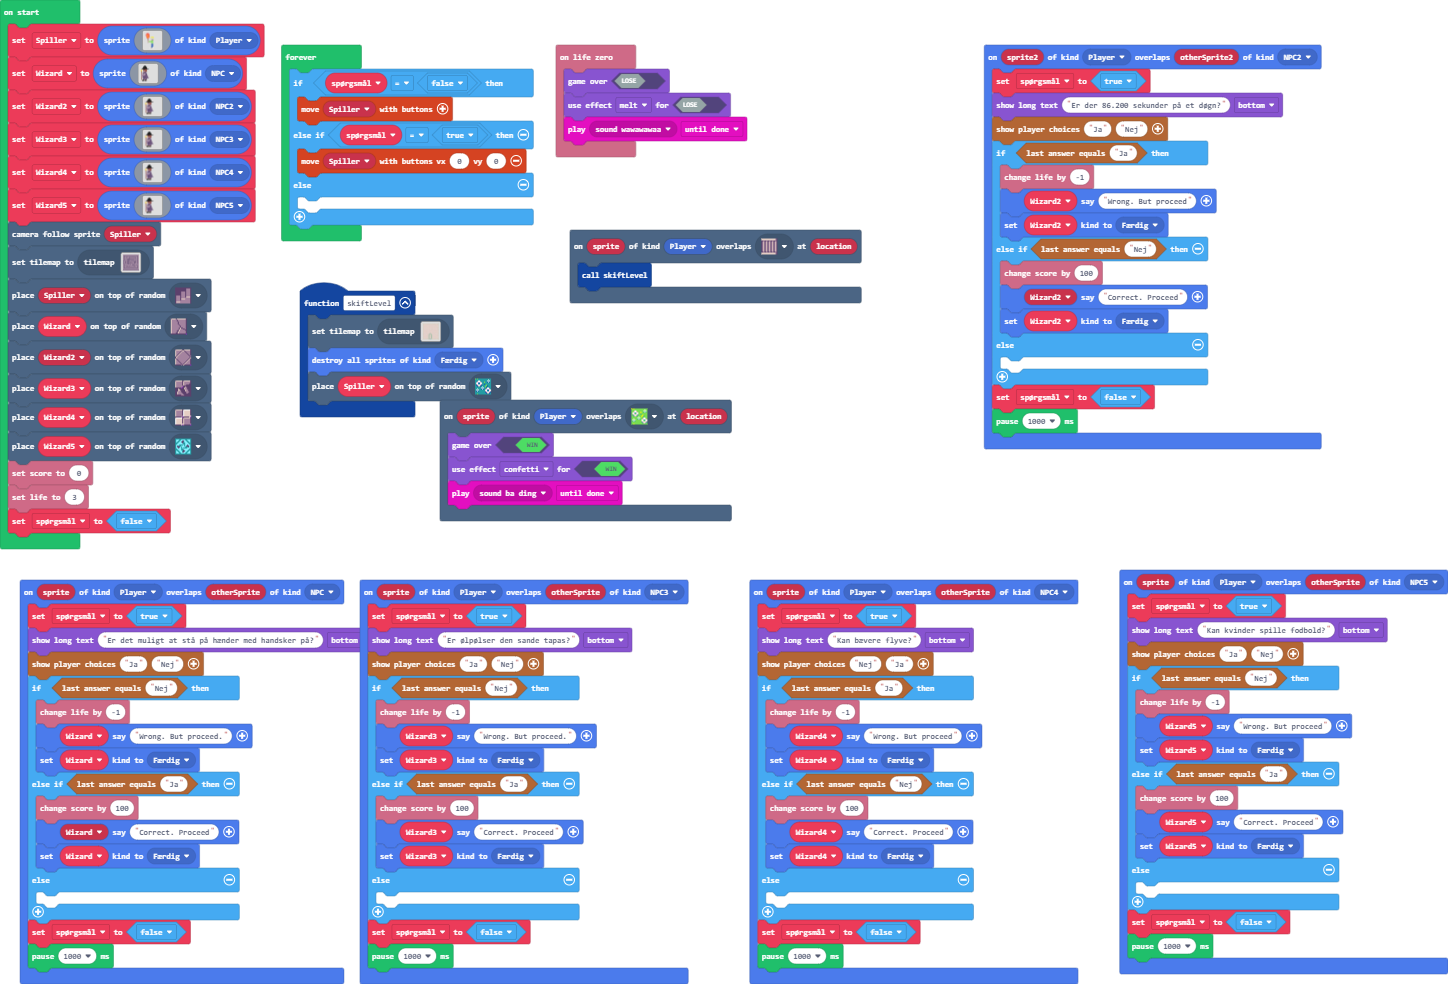 on start
set Spiller to sprite of kind Player
set Wizard to sprite of kind NPC
set Wizard2 to sprite of kind NPC2
set Wizard3 to sprite of kind NPC3
set Wizard4 to sprite of kind NPC4
set Wizard5 to sprite of kind NPC5
camera follow sprite Spiller
set tilemap to tilemap
place Spiller on top of random
place Wizard on top of random
place Wizard2 on top of random
place Wizard3 on top of random
place Wizard4 on top of random
place Wizard5 on top of random
set score to 0
set life to 3
set spørgsmål to false
forever
if spørgsmål = false then
move Spiller with buttons
else if spørgsmål = true then
move Spiller with buttons vx 0 vy 0
else
function skiftLevel
set tilemap to tilemap
destroy all sprites of kind Færdig
place Spiller on top of random
on life zero
game over LOSE
use effect melt for LOSE
play sound wawawawaa until done
on sprite of kind Player overlaps at location
call skiftLevel
on sprite of kind Player overlaps at location
game over WIN
use effect confetti for WIN
play sound ba ding until done
on sprite2 of kind Player overlaps otherSprite2 of kind NPC2
set spørgsmål to true
show long text "Er der 86.200 sekunder på et døgn?" bottom
show player choices "Ja" "Nej"
if last answer equals "Ja" then
change life by -1
Wizard2 say "Wrong. But proceed"
set Wizard2 kind to Færdig
else if last answer equals "Nej" then
change score by 100
Wizard2 say "Correct. Proceed"
set Wizard2 kind to Færdig
else
set spørgsmål to false
pause 1000 ms
on sprite of kind Player overlaps otherSprite of kind NPC
set spørgsmål to true
show long text "Er det muligt at stå på hænder med handsker på?" bottom
show player choices "Ja" "Nej"
if last answer equals "Nej" then
change life by -1
Wizard say "Wrong. But proceed."
set Wizard kind to Færdig
else if last answer equals "Ja" then
change score by 100
Wizard say "Correct. Proceed"
set Wizard kind to Færdig
else
set spørgsmål to false
pause 1000 ms
on sprite of kind Player overlaps otherSprite of kind NPC3
set spørgsmål to true
show long text "Er ølpølser den sande tapas?" bottom
show player choices "Ja" "Nej"
if last answer equals "Nej" then
change life by -1
Wizard3 say "Wrong. But proceed."
set Wizard3 kind to Færdig
else if last answer equals "Ja" then
change score by 100
Wizard3 say "Correct. Proceed"
set Wizard3 kind to Færdig
else
set spørgsmål to false
pause 1000 ms
on sprite of kind Player overlaps otherSprite of kind NPC4
set spørgsmål to true
show long text "Kan bævere flyve?" bottom
show player choices "Nej" "Ja"
if last answer equals "Ja" then
change life by -1
Wizard4 say "Wrong. But proceed"
set Wizard4 kind to Færdig
else if last answer equals "Nej" then
change score by 100
Wizard4 say "Correct. Proceed"
set Wizard4 kind to Færdig
else
set spørgsmål to false
pause 1000 ms
on sprite of kind Player overlaps otherSprite of kind NPC5
set spørgsmål to true
show long text "Kan kvinder spille fodbold?" bottom
show player choices "Ja" "Nej"
if last answer equals "Nej" then
change life by -1
Wizard5 say "Wrong. But proceed"
set Wizard5 kind to Færdig
else if last answer equals "Ja" then
change score by 100
Wizard5 say "Correct. Proceed"
set Wizard5 kind to Færdig
else
set spørgsmål to false
pause 1000 ms